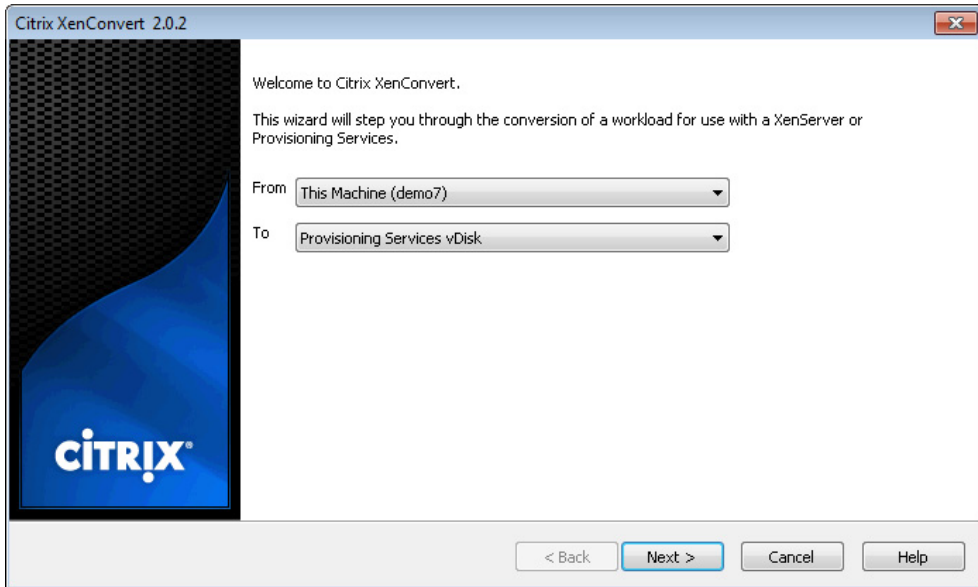 Citrix XenConvert 2.0.2
Welcome to Citrix XenConvert.
This wizard will step you through the conversion of a workload for use with a XenServer or
Provisioning Services.
From This Machine (demo7)
To Provisioning Services vDisk
CİTRIX®
< Back Next > Cancel Help